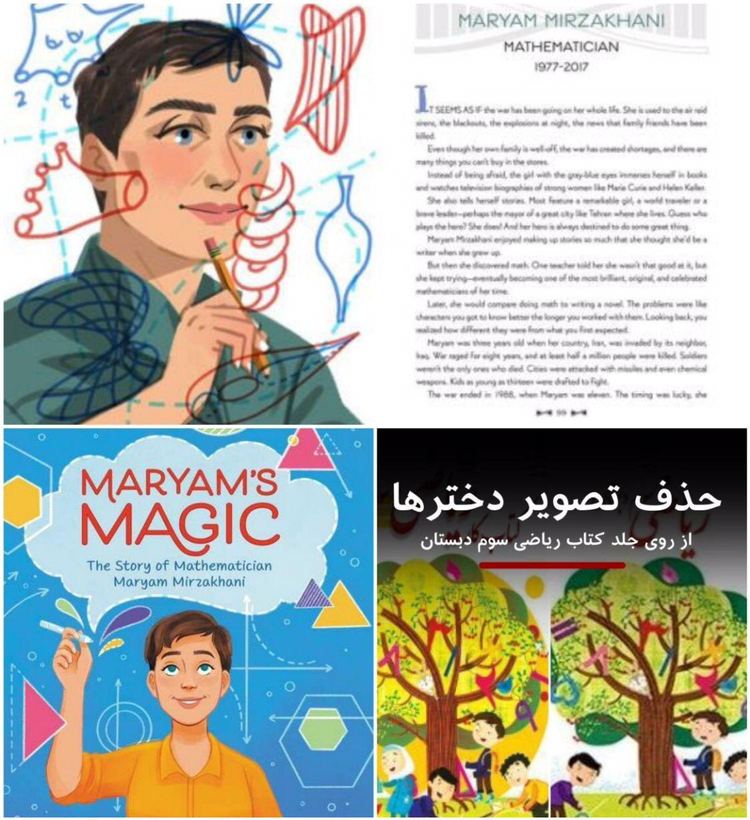 2 t
MARYAM MIRZAKHANI
MATHEMATICIAN
1977-2017
IT SEEMS AS IF the war has been going on her whole life. She is used to the air raid
sirens, the blackouts, the explosions at night, the news that family friends have been
killed.
Even though her own family is well-off, the war has created shortages, and there are
many things you can't buy in the stores.
Instead of being afraid, the girl with the gray-blue eyes immerses herself in books
and watches television biographies of strong women like Marie Curie and Helen Keller.
She also tells herself stories. Most feature a remarkable girl, a world traveler or a
brave leader—perhaps the mayor of a great city like Tehran where she lives. Guess who
plays the hero? She does! And her hero is always destined to do some great thing.
Maryam Mirzakhani enjoyed making up stories so much that she thought she'd be a
writer when she grew up.
But then she discovered math. One teacher told her she wasn't that good at it, but
she kept trying—eventually becoming one of the most brilliant, original, and celebrated
mathematicians of her time.
Later, she would compare doing math to writing a novel. The problems were like
characters you got to know better the longer you worked with them. Looking back, you
realized how different they were from what you first expected.
Maryam was three years old when her country, Iran, was invaded by its neighbor,
Iraq. War raged for eight years, and at least half a million people were killed. Soldiers
weren't the only ones who died. Cities were attacked with missiles and even chemical
weapons. Kids as young as thirteen were drafted to fight.
The war ended in 1988, when Maryam was eleven. The timing was lucky, she
99
MARYAM'S
MAGIC
The Story of Mathematician
Maryam Mirzakhani
حذف تصویر دخترها
از روی جلد کتاب ریاضی سوم دبستان